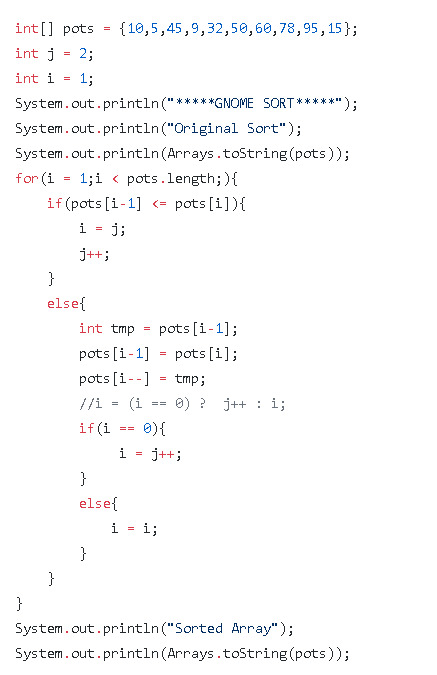 int[] pots = {10,5,45,9,32,50,60,78,95,15};
int j = 2;
int i = 1;
System.out.println("*****GNOME SORT*****");
System.out.println("Original Sort");
System.out.println(Arrays.toString(pots));
for(i = 1;i < pots.length;){
    if(pots[i-1] <= pots[i]){
        i = j;
        j++;
    }
    else{
        int tmp = pots[i-1];
        pots[i-1] = pots[i];
        pots[i--] = tmp;
        //i = (i == 0) ?  j++ : i;
        if(i == 0){
             i = j++;
        }
        else{
            i = i;
        }
    }
}
System.out.println("Sorted Array");
System.out.println(Arrays.toString(pots));